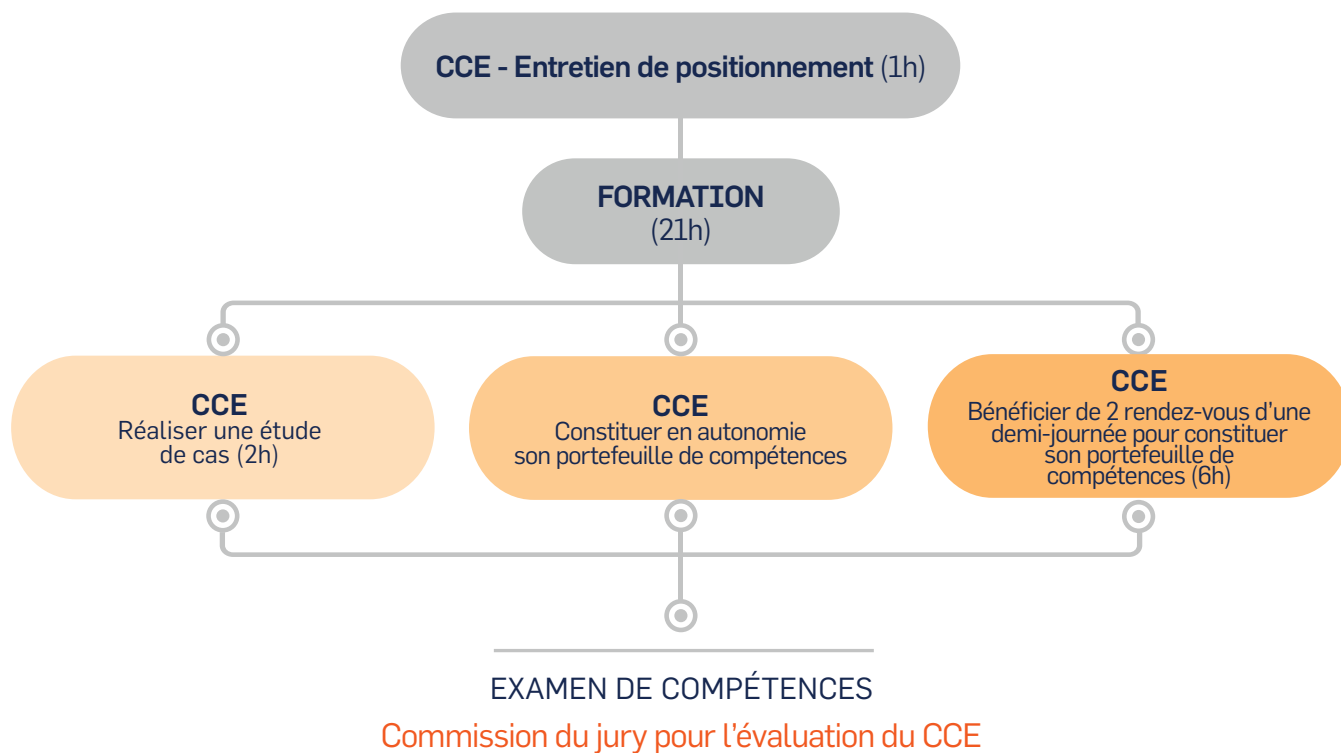 CCE - Entretien de positionnement (1h)
FORMATION
(21h)
CCE
Réaliser une étude
de cas (2h)
CCE
Constituer en autonomie
son portefeuille de compétences
CCE
Bénéficier de 2 rendez-vous d'une
demi-journée pour constituer
son portefeuille de
compétences (6h)
EXAMEN DE COMPÉTENCES
Commission du jury pour l'évaluation du CCE